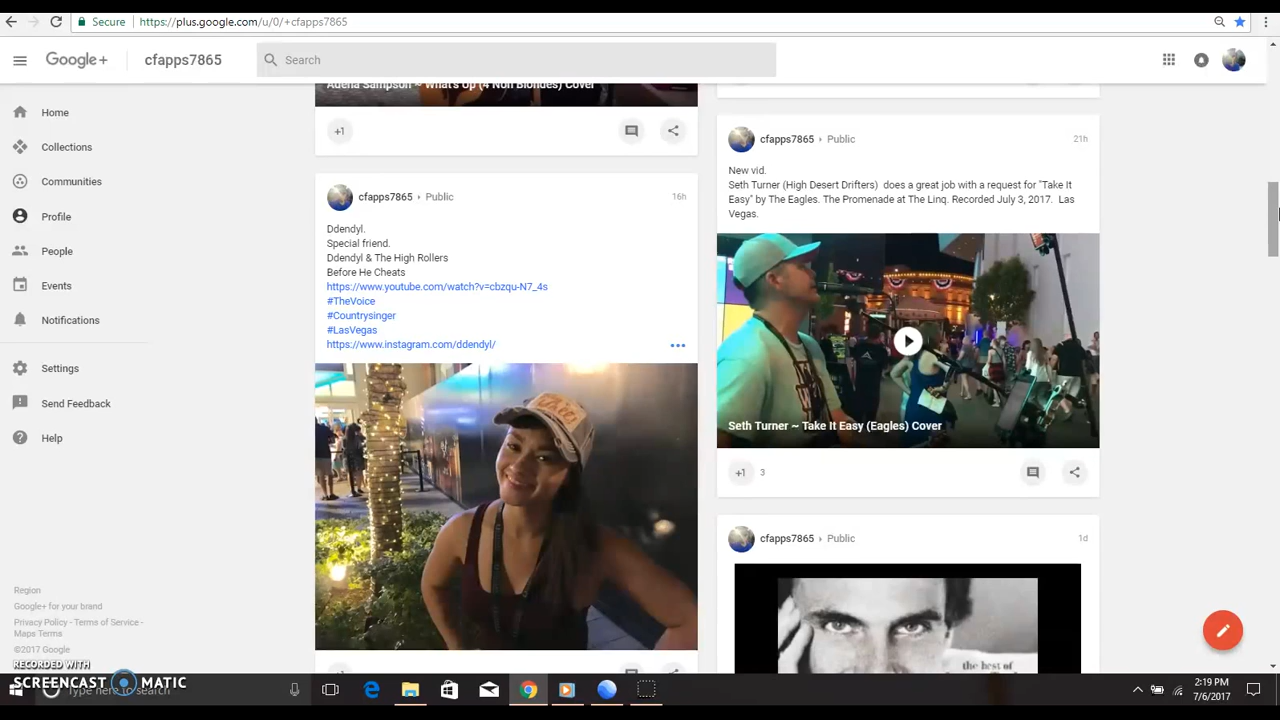 Secure
https://plus.google.com/u/0/+cfapps7865
Google+
cfapps7865
Search
Home
Collections
Communities
Profile
People
Events
Notifications
Settings
Send Feedback
Help
Region
Google+ for your brand
Privacy Policy - Terms of Service -
Maps Terms
©2017 Google
Adena Sampson ~ What's Up (4 Non Blondes) Cover
+1
cfapps7865 Public
16h
Ddendyl.
Special friend.
Ddendyl & The High Rollers
Before He Cheats
https://www.youtube.com/watch?v=cbzqu-N7_4s
#TheVoice
#Countrysinger
#LasVegas
https://www.instagram.com/ddendyl/
cfapps7865 Public
21h
New vid.
Seth Turner (High Desert Drifters) does a great job with a request for "Take It
Easy" by The Eagles. The Promenade at The Linq. Recorded July 3, 2017. Las
Vegas.
Seth Turner ~ Take It Easy (Eagles) Cover
+1 3
cfapps7865 Public
1d
the best of
RECORDED WITH
SCREENCAST MATIC
Type here to search
2:19 PM
7/6/2017